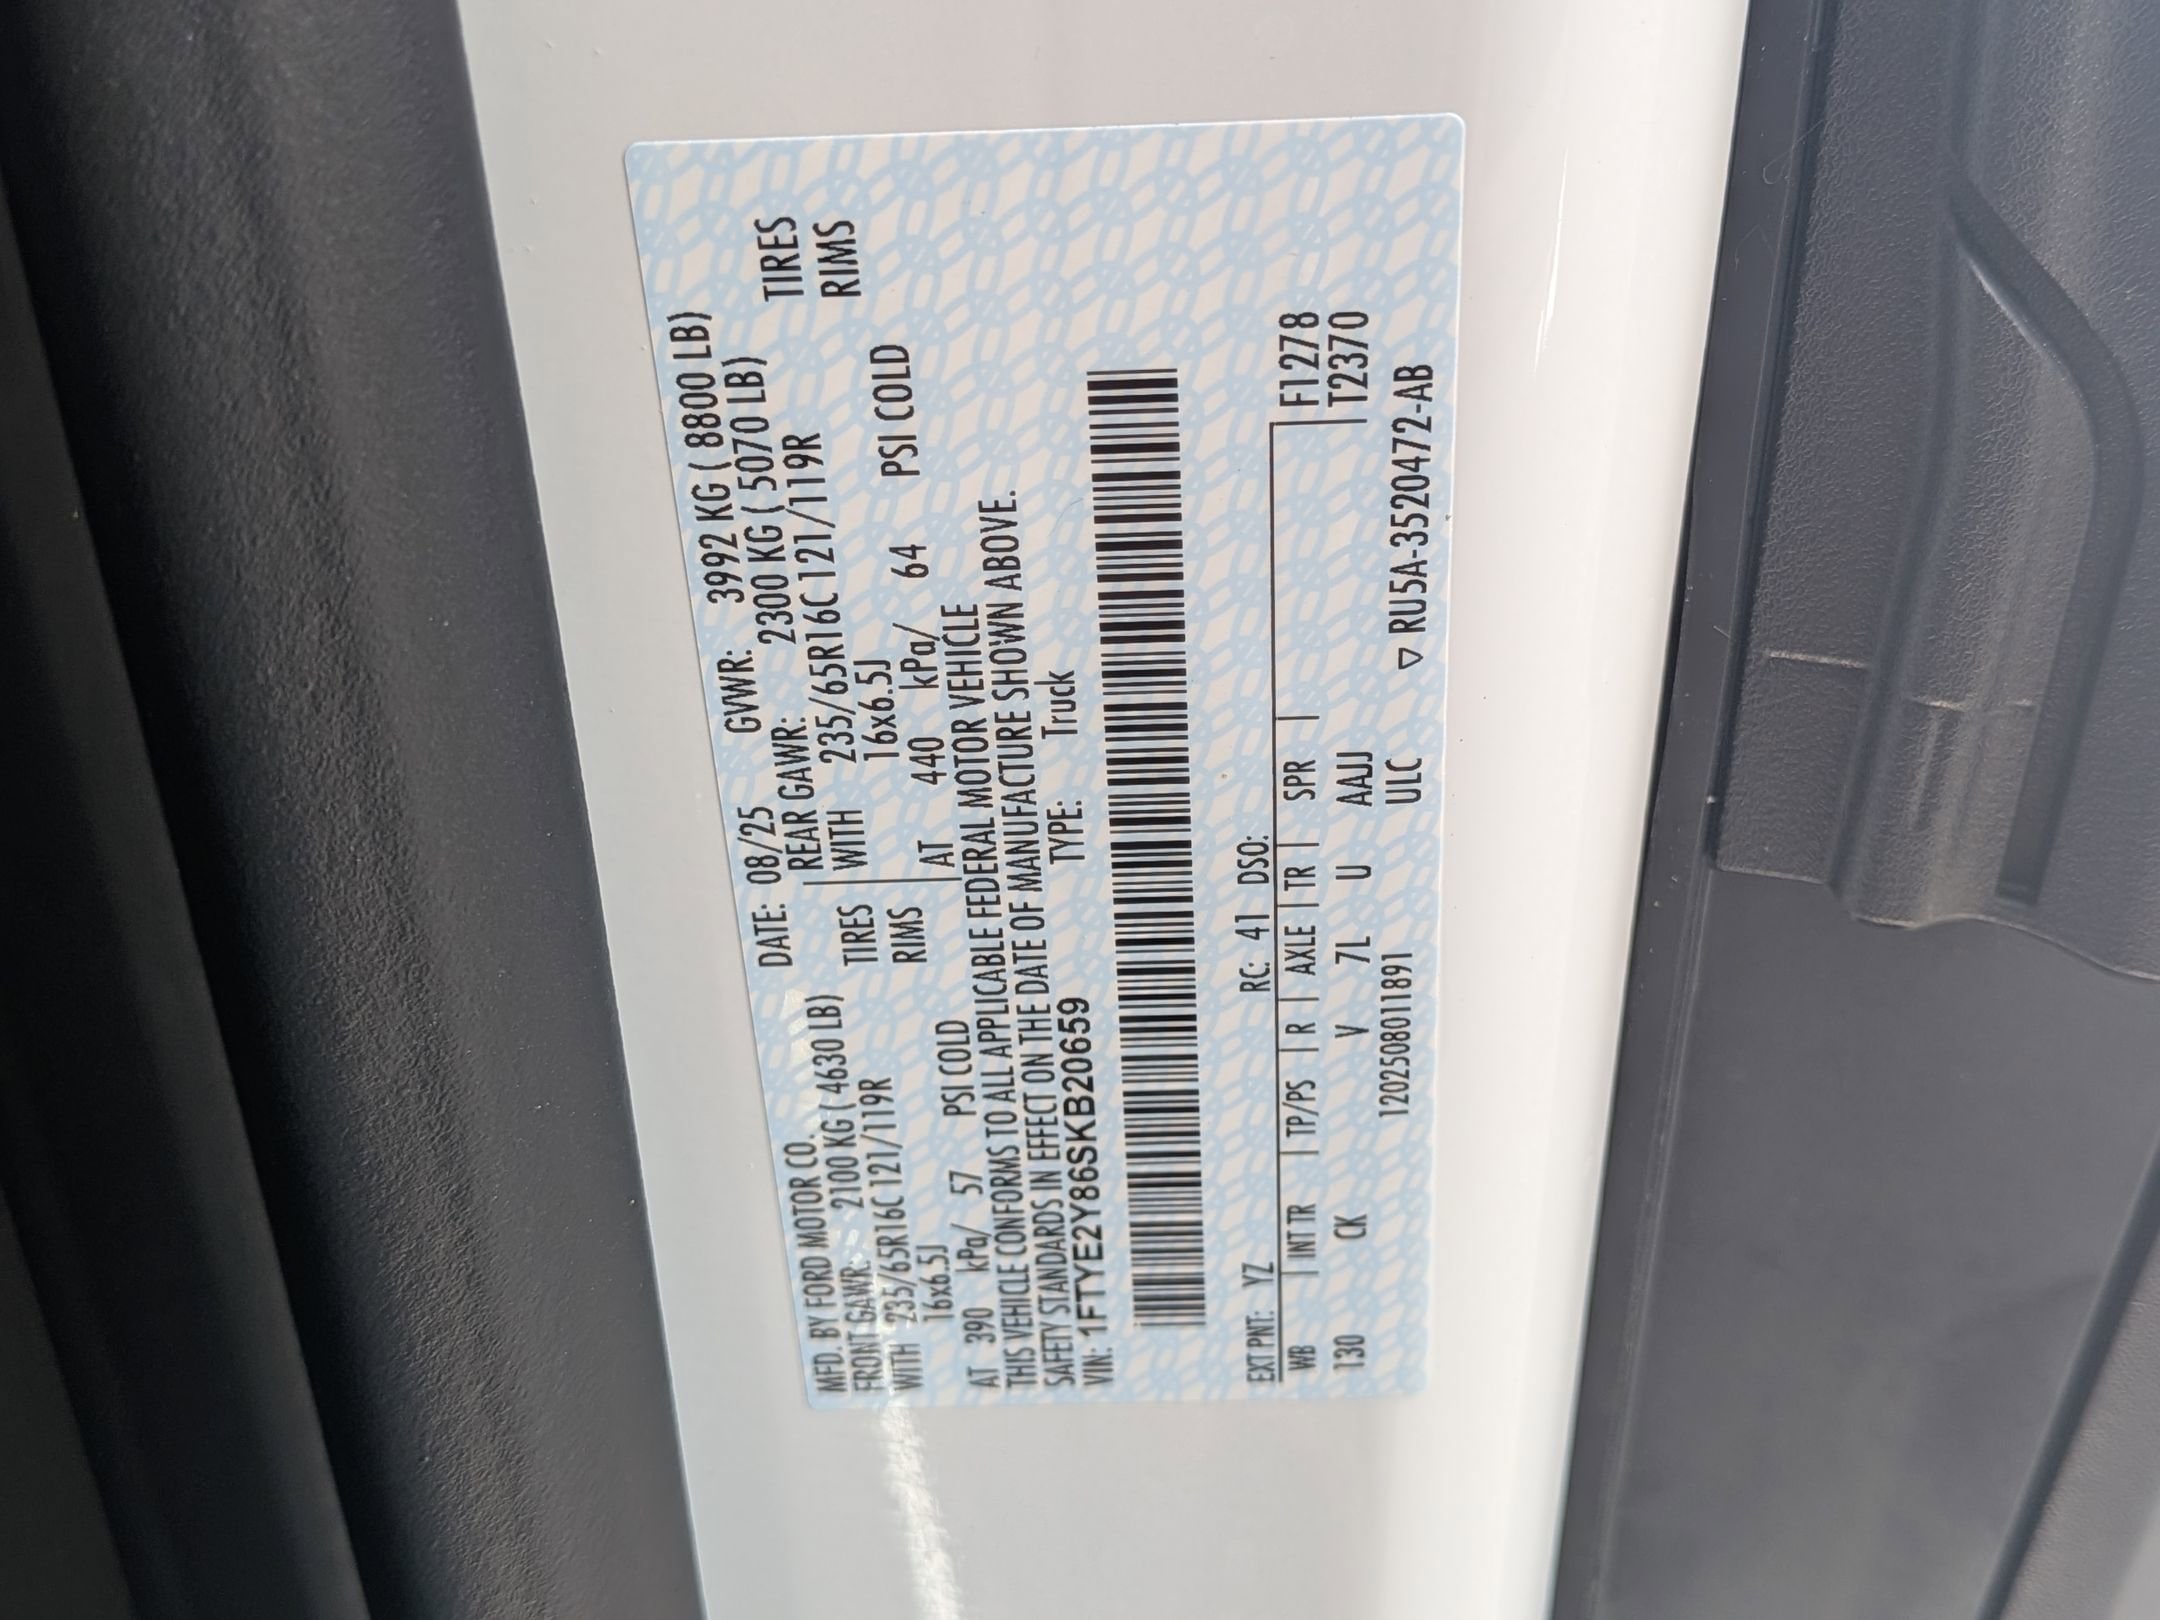 MFD. BY FORD MOTOR CO. DATE: 08/25 GVWR: 3992 KG ( 8800 LB)
FRONT GAWR: 2100 KG ( 4630 LB) REAR GAWR: 2300 KG ( 5070 LB)
WITH 235/65R16C 121/119R TIRES WITH 235/65R16C 121/119R TIRES
16x6.5J RIMS 16x6.5J RIMS
AT 390 kPa/ 57 PSI COLD AT 440 kPa/ 64 PSI COLD
THIS VEHICLE CONFORMS TO ALL APPLICABLE FEDERAL MOTOR VEHICLE
SAFETY STANDARDS IN EFFECT ON THE DATE OF MANUFACTURE SHOWN ABOVE.
VIN: 1FTYE2Y86SKB20659 TYPE: Truck
EXT PNT: YZ RC: 41 DSO:
WB | INT TR | TP/PS | R | AXLE | TR | SPR | F1278
130 CK V 7L U AAJJ T2370
120250801 1891 ULC ▽ RU5A-3520472-AB